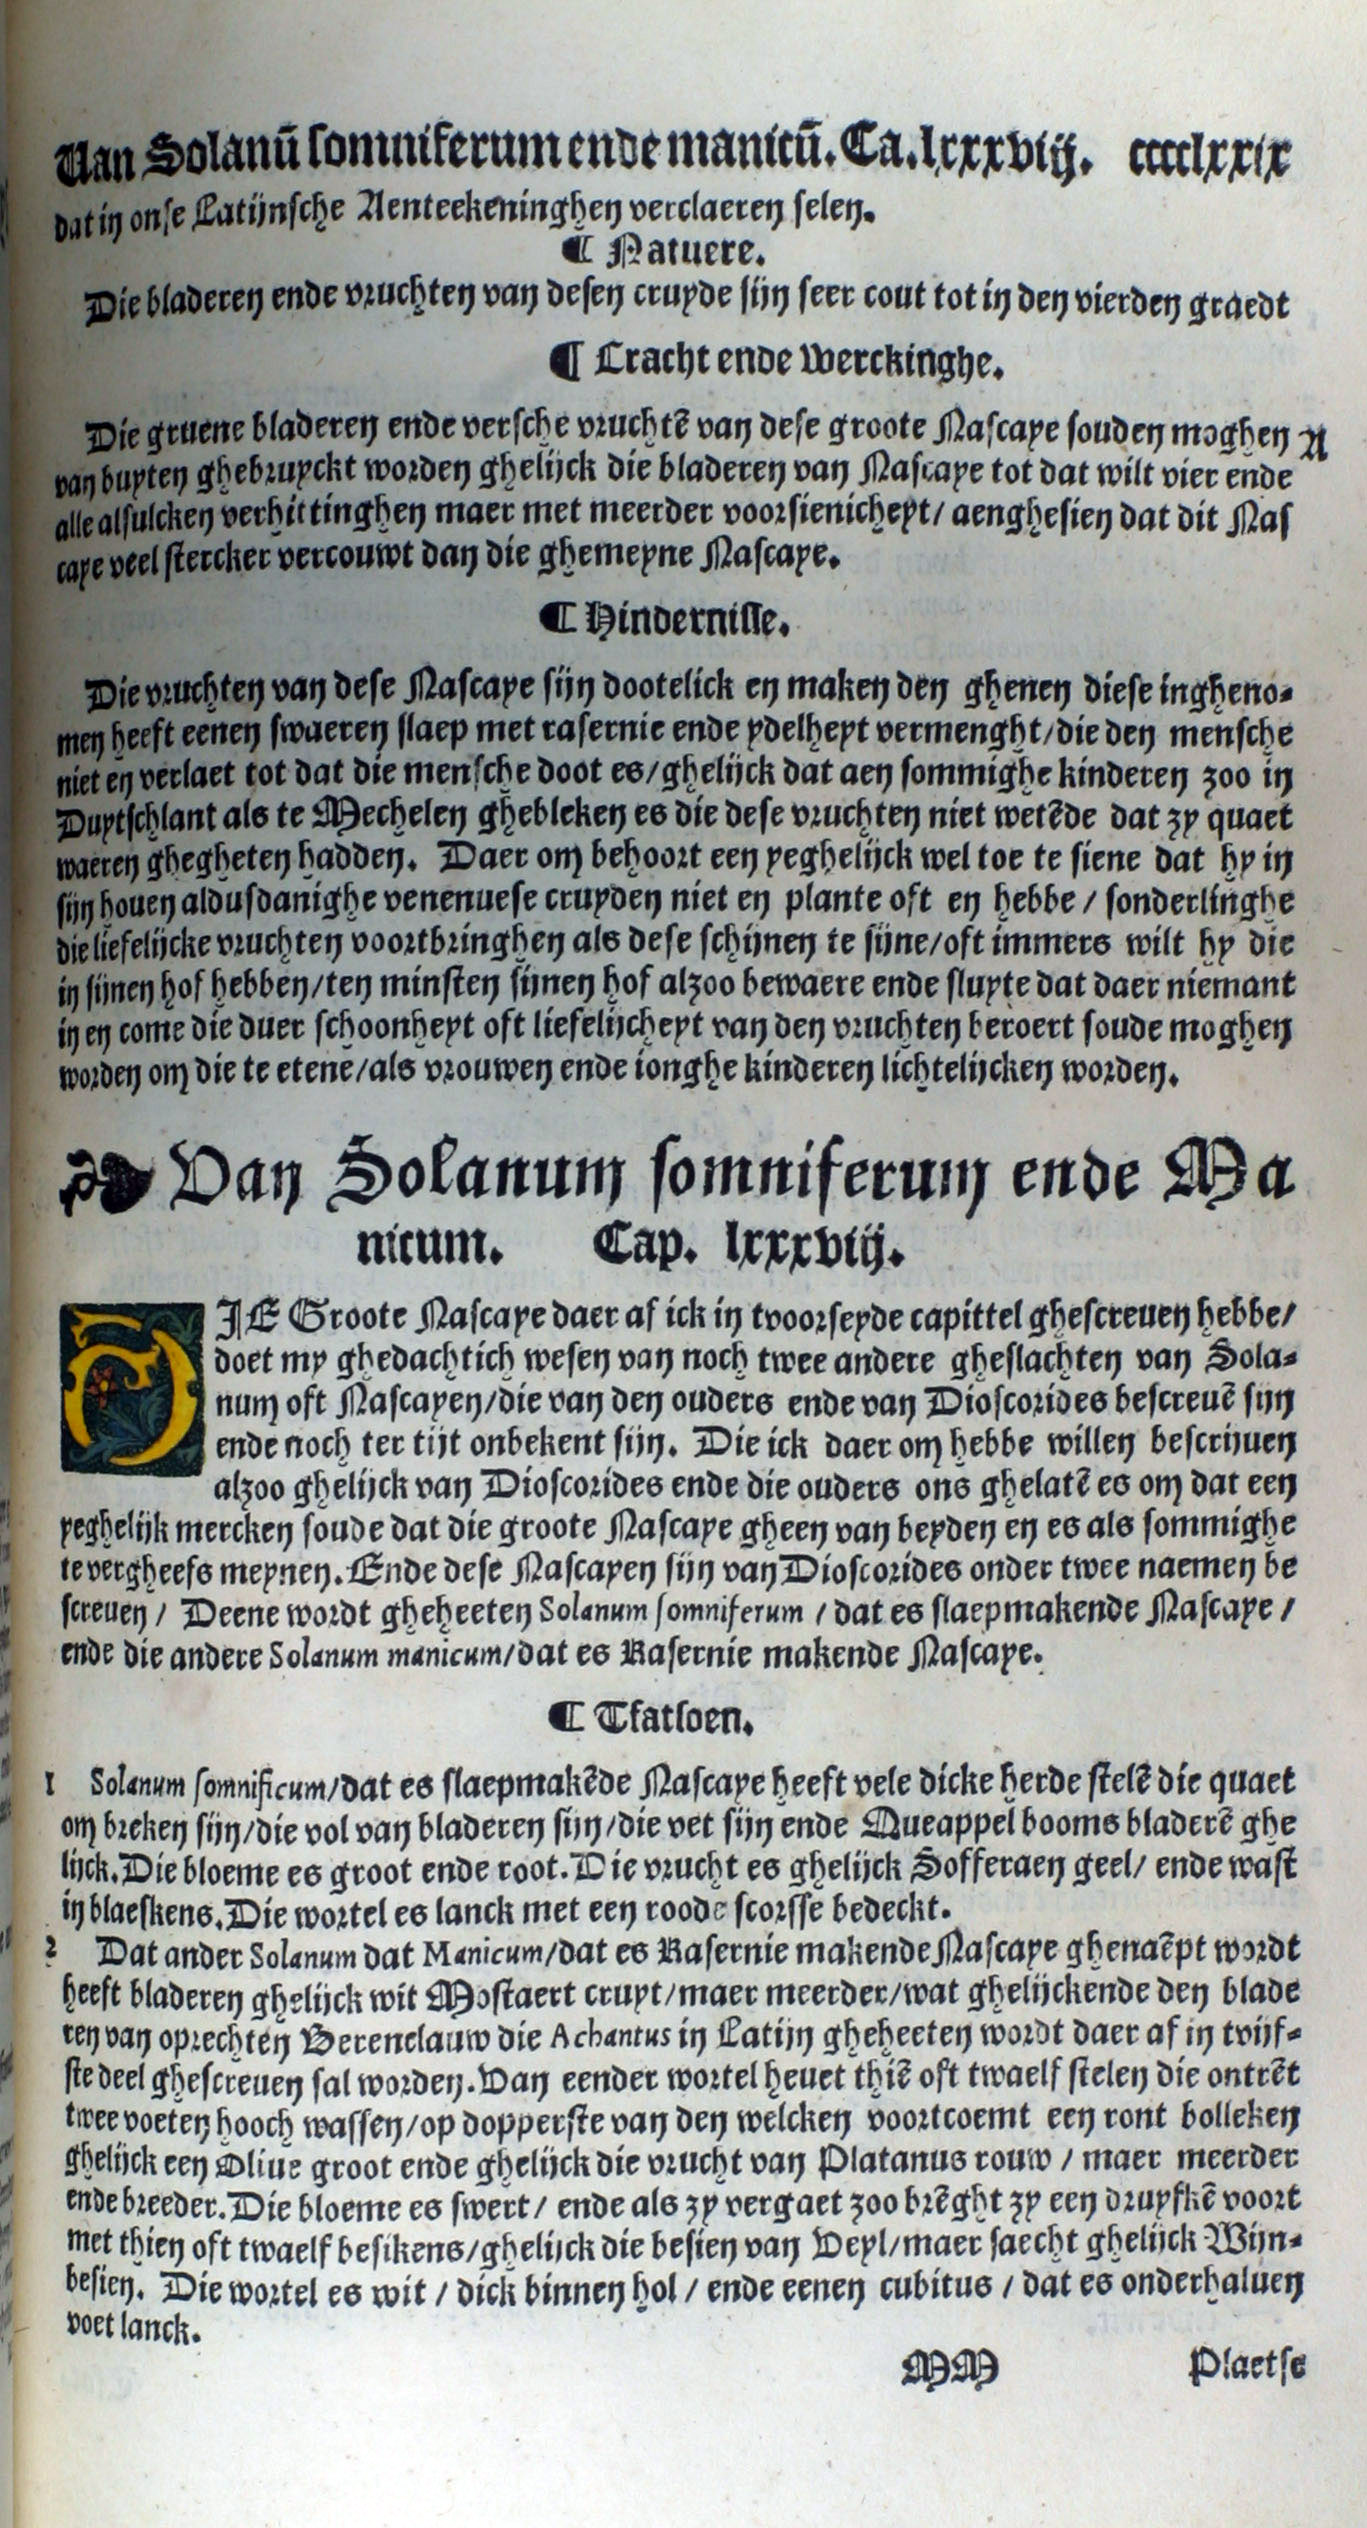 Van Solanū somniferum ende manicū. Ca. lxxxviij. cccclxxix
dat in onse Latijnsche Aenteekeninghen verclaeren selen.
¶ Natuere.
Die bladeren ende vruchten van desen cruyde sijn seer cout tot in den vierden graedt
¶ Cracht ende werckinghe.
Die gruene bladeren ende versche vruchtē van dese groote Nascaye souden moghen A
van buyten ghebruyckt worden ghelijck die bladeren van Nascaye tot dat wilt vier ende
alle alsulcken verhittinghen maer met meerder voorsienicheyt/ aenghesien dat dit Nas
caye veel stercker vercouwt dan die ghemeyne Nascaye.
¶ Hindernisse.
Die vruchten van dese Nascaye sijn dootelick en maken den ghenen diese ingheno-
men heeft eenen swaeren slaep met rasernie ende ydelheyt vermenght/die den mensche
niet en verlaet tot dat die mensche doot es/ghelijck dat aen sommighe kinderen zoo in
Duytschlant als te Mechelen ghebleken es die dese vruchten niet wetēde dat zy quaet
waeren ghegheten hadden. Daer om behoort een yeghelijck wel toe te siene dat hy in
sijn houen aldusdanighe venenuese cruyden niet en plante oft en hebbe / sonderlinghe
die liefelijcke vruchten voortbringhen als dese schijnen te sijne/oft immers wilt hy die
in sijnen hof hebben/ten minsten sijnen hof alzoo bewaere ende sluyte dat daer niemant
in en come die duer schoonheyt oft liefelijcheyt van den vruchten beroert soude moghen
worden om die te etene/als vrouwen ende ionghe kinderen lichtelijcken worden.
Van Solanum somniferum ende Ma
nicum. Cap. lxxxviij.
DIE Groote Nascaye daer af ick in tvoorseyde capittel ghescreuen hebbe/
doet my ghedachtich wesen van noch twee andere gheslachten van Sola-
num oft Nascayen/die van den ouders ende van Dioscorides bescreuē sijn
ende noch ter tijt onbekent sijn. Die ick daer om hebbe willen bescrijuen
alzoo ghelijck van Dioscorides ende die ouders ons ghelatē es om dat een
yeghelijk mercken soude dat die groote Nascaye gheen van beyden en es als sommighe
te vergheefs meynen. Ende dese Nascayen sijn van Dioscorides onder twee naemen be
screuen / Deene wordt gheheeten Solanum somniferum / dat es slaepmakende Nascaye /
ende die andere Solanum manicum/dat es Rasernie makende Nascaye.
¶ Tfatsoen.
1 Solanum somnificum/dat es slaepmakēde Nascaye heeft vele dicke herde stelē die quaet
om breken sijn/die vol van bladeren sijn/die vet sijn ende Queappel booms bladerē ghe
lijck. Die bloeme es groot ende root. Die vrucht es ghelijck Sofferaen geel/ ende wast
in blaeskens. Die wortel es lanck met een roode scorsse bedeckt.
2 Dat ander Solanum dat Manicum/dat es Rasernie makende Nascaye ghenaēpt wordt
heeft bladeren ghelijck wit Mostaert cruyt/maer meerder/wat ghelijckende den blade
ren van oprechten Berenclauw die Achantus in Latijn gheheeten wordt daer af in tvijf-
ste deel ghescreuen sal worden. Van eender wortel heuet thiē oft twaelf stelen die ontrēt
twee voeten hooch wassen/op dopperste van den welcken voortcoemt een ront bolleken
ghelijck een Oliue groot ende ghelijck die vrucht van Platanus rouw / maer meerder
ende breeder. Die bloeme es swert/ ende als zy vergaet zoo brēght zy een druyfkē voort
met thien oft twaelf besikens/ghelijck die besien van Veyl/maer saecht ghelijck Wijn-
besien. Die wortel es wit / dick binnen hol / ende eenen cubitus / dat es onderhaluen
voet lanck.
MM Plaetse